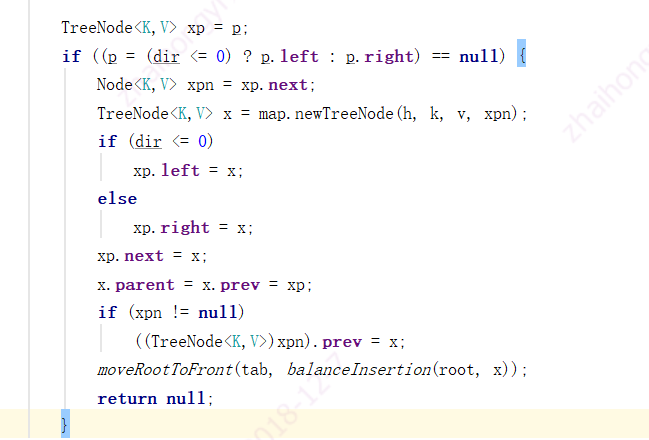 TreeNode<K,V> xp = p;
if ((p = (dir <= 0) ? p.left : p.right) == null) {
Node<K,V> xpn = xp.next;
TreeNode<K,V> x = map.newTreeNode(h, k, v, xpn);
if (dir <= 0)
xp.left = x;
else
xp.right = x;
xp.next = x;
x.parent = x.prev = xp;
if (xpn != null)
((TreeNode<K,V>)xpn).prev = x;
moveRootToFront(tab, balanceInsertion(root, x));
return null;
}